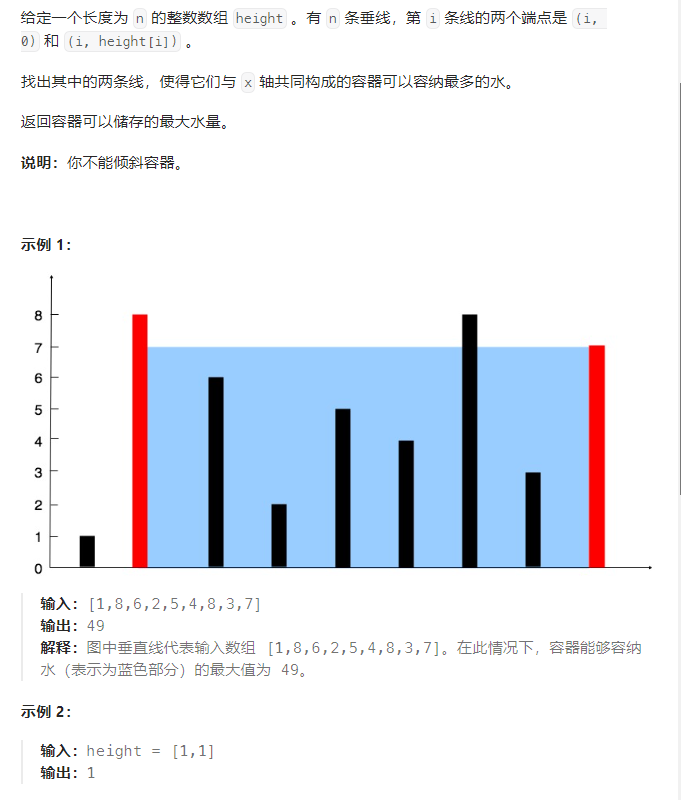 给定一个长度为 n 的整数数组 height 。有 n 条垂线，第 i 条线的两个端点是 (i,
0) 和 (i, height[i]) 。
找出其中的两条线，使得它们与 x 轴共同构成的容器可以容纳最多的水。
返回容器可以储存的最大水量。
说明：你不能倾斜容器。
示例 1：
8
7
6
5
4
3
2
1
0
输入：[1,8,6,2,5,4,8,3,7]
输出：49
解释：图中垂直线代表输入数组 [1,8,6,2,5,4,8,3,7]。在此情况下，容器能够容纳
水（表示为蓝色部分）的最大值为 49。
示例 2：
输入：height = [1,1]
输出：1